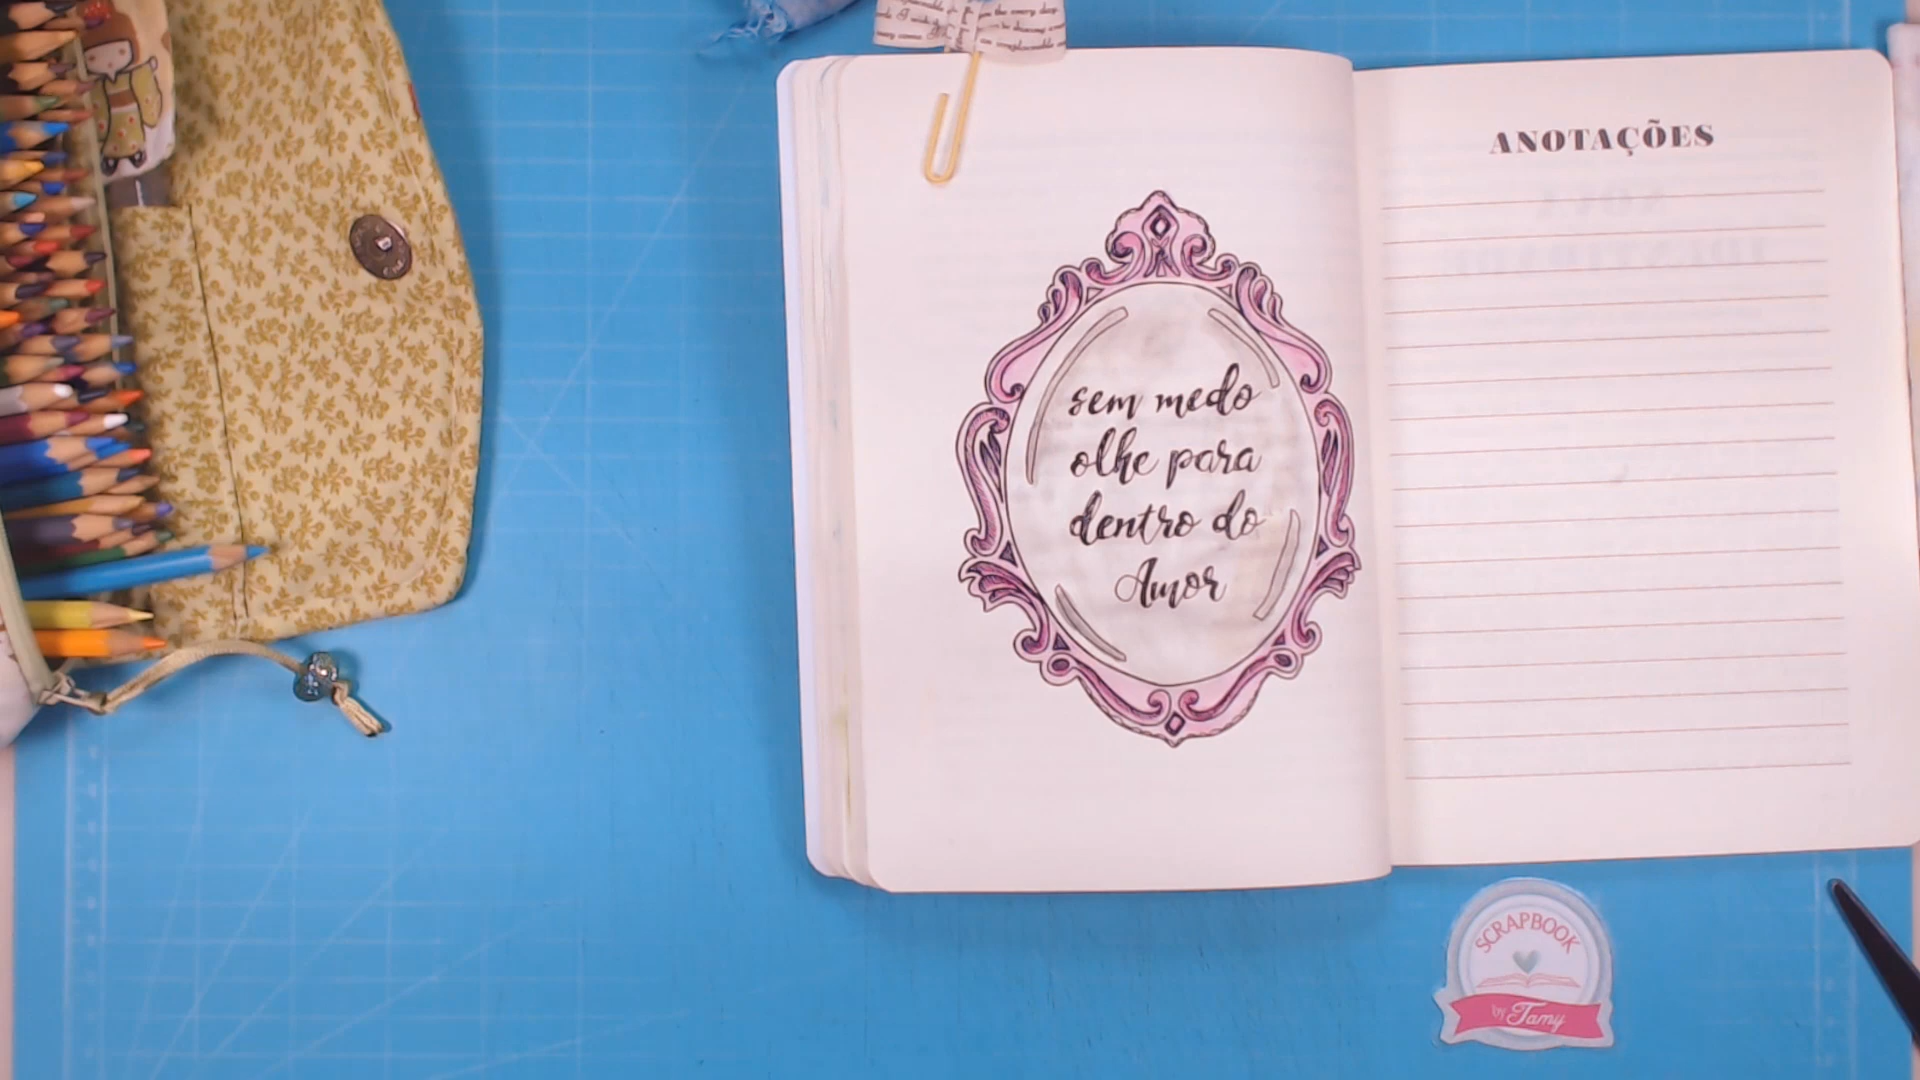 ANOTAÇÕES
sem medo
olhe para
dentro do
Amor
SCRAPBOOK
by Tamy